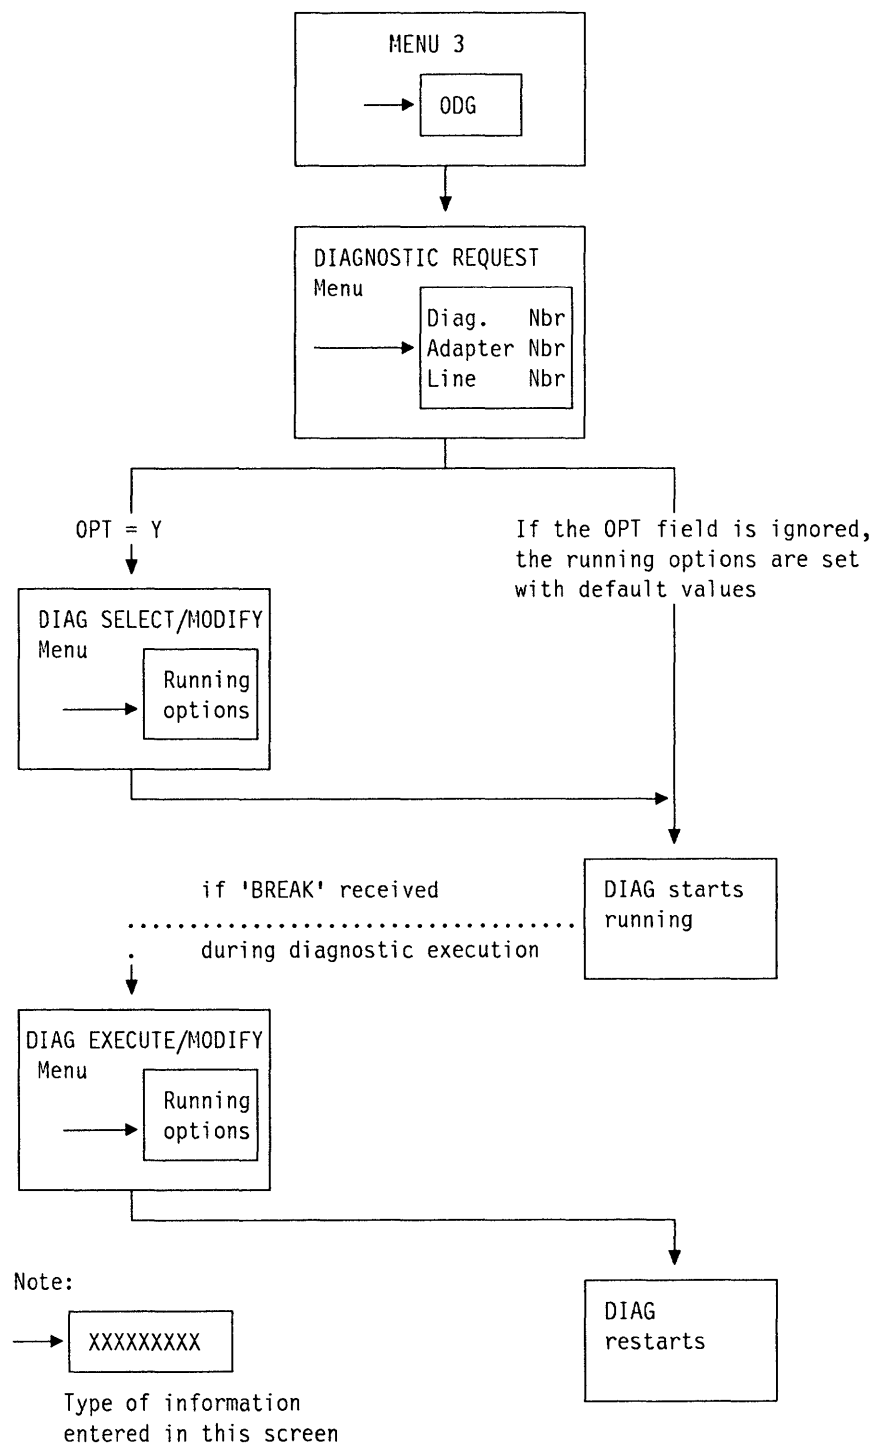 MENU 3
ODG
DIAGNOSTIC REQUEST
Menu
Diag. Nbr
Adapter Nbr
Line Nbr
OPT = Y
If the OPT field is ignored,
the running options are set
with default values
DIAG SELECT/MODIFY
Menu
Running
options
if 'BREAK' received
during diagnostic execution
DIAG starts
running
DIAG EXECUTE/MODIFY
Menu
Running
options
Note:
XXXXXXXXX
Type of information
entered in this screen
DIAG
restarts